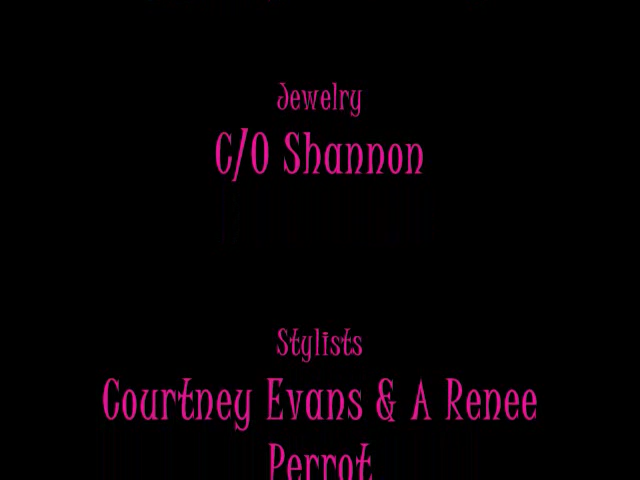 Jewelry
C/O Shannon
Stylists
Courtney Evans & A Renee
Perrot